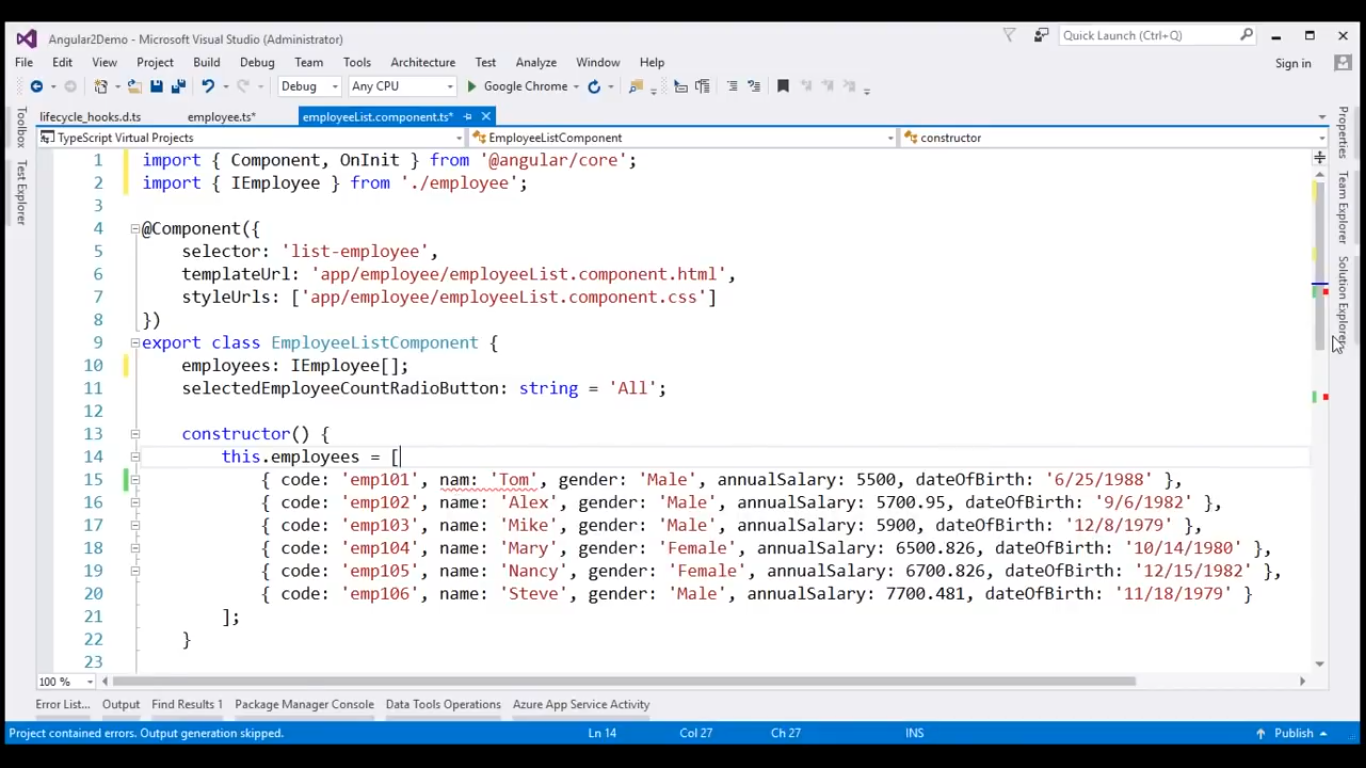 Angular2Demo - Microsoft Visual Studio (Administrator)
Quick Launch (Ctrl+Q)
File Edit View Project Build Debug Team Tools Architecture Test Analyze Window Help
Sign in
Debug Any CPU Google Chrome
lifecycle_hooks.d.ts employee.ts* employeeList.component.ts*
TypeScript Virtual Projects EmployeeListComponent constructor
Toolbox
Test Explorer
Properties
Team Explorer
Solution Explorer
1 import { Component, OnInit } from '@angular/core';
2 import { IEmployee } from './employee';
3
4 @Component({
5 selector: 'list-employee',
6 templateUrl: 'app/employee/employeeList.component.html',
7 styleUrls: ['app/employee/employeeList.component.css']
8 })
9 export class EmployeeListComponent {
10 employees: IEmployee[];
11 selectedEmployeeCountRadioButton: string = 'All';
12
13 constructor() {
14 this.employees = [
15 { code: 'emp101', nam: 'Tom', gender: 'Male', annualSalary: 5500, dateOfBirth: '6/25/1988' },
16 { code: 'emp102', name: 'Alex', gender: 'Male', annualSalary: 5700.95, dateOfBirth: '9/6/1982' },
17 { code: 'emp103', name: 'Mike', gender: 'Male', annualSalary: 5900, dateOfBirth: '12/8/1979' },
18 { code: 'emp104', name: 'Mary', gender: 'Female', annualSalary: 6500.826, dateOfBirth: '10/14/1980' },
19 { code: 'emp105', name: 'Nancy', gender: 'Female', annualSalary: 6700.826, dateOfBirth: '12/15/1982' },
20 { code: 'emp106', name: 'Steve', gender: 'Male', annualSalary: 7700.481, dateOfBirth: '11/18/1979' }
21 ];
22 }
23
100 %
Error List... Output Find Results 1 Package Manager Console Data Tools Operations Azure App Service Activity
Project contained errors. Output generation skipped. Ln 14 Col 27 Ch 27 INS Publish